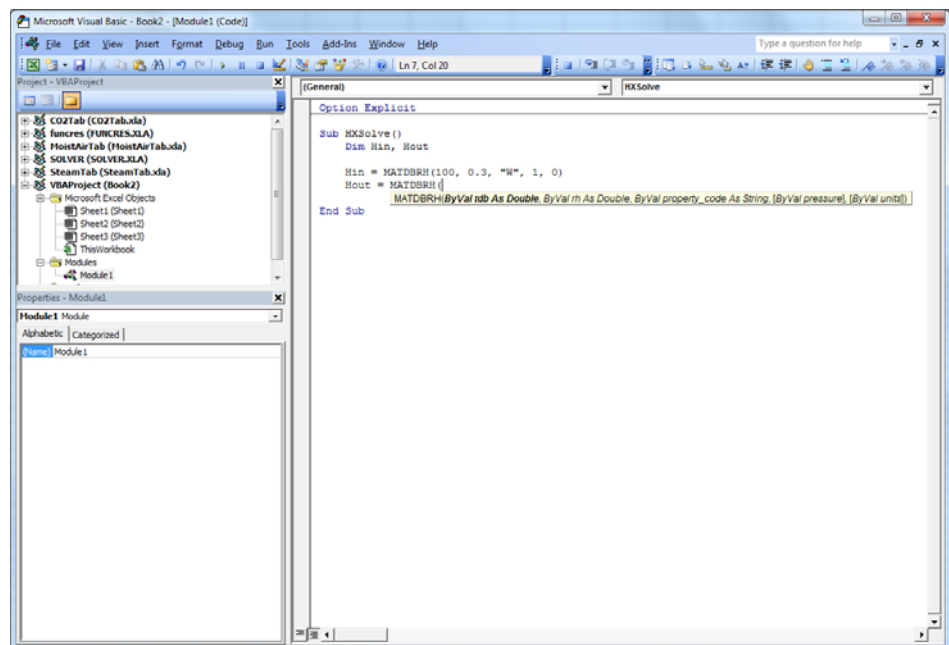 Microsoft Visual Basic - Book2 - [Module1 (Code)]
File Edit View Insert Format Debug Run Tools Add-Ins Window Help
Type a question for help
Ln 7, Col 20
Project - VBAProject
CO2Tab (CO2Tab.xla)
funcres (FUNCRES.XLA)
MoistAirTab (MoistAirTab.xla)
SOLVER (SOLVER.XLA)
SteamTab (SteamTab.xla)
VBAProject (Book2)
Microsoft Excel Objects
Sheet1 (Sheet1)
Sheet2 (Sheet2)
Sheet3 (Sheet3)
ThisWorkbook
Modules
Module1
Properties - Module1
Module1 Module
Alphabetic Categorized
(Name) Module1
(General) HXSolve
Option Explicit
Sub HXSolve()
Dim Hin, Hout
Hin = MATDBRH(100, 0.3, "W", 1, 0)
Hout = MATDBRH(
MATDBRH(ByVal tdb As Double, ByVal rh As Double, ByVal property_code As String, [ByVal pressure], [ByVal units])
End Sub